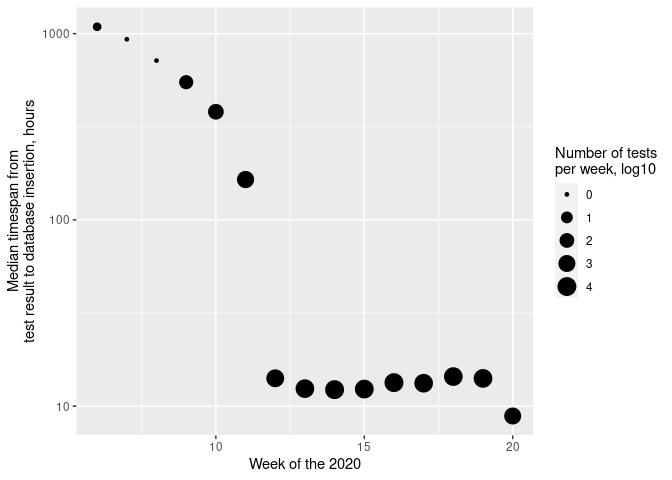 1000
100
10
Median timespan from
test result to database insertion, hours
10
15
20
Week of the 2020
Number of tests
per week, log10
0
1
2
3
4